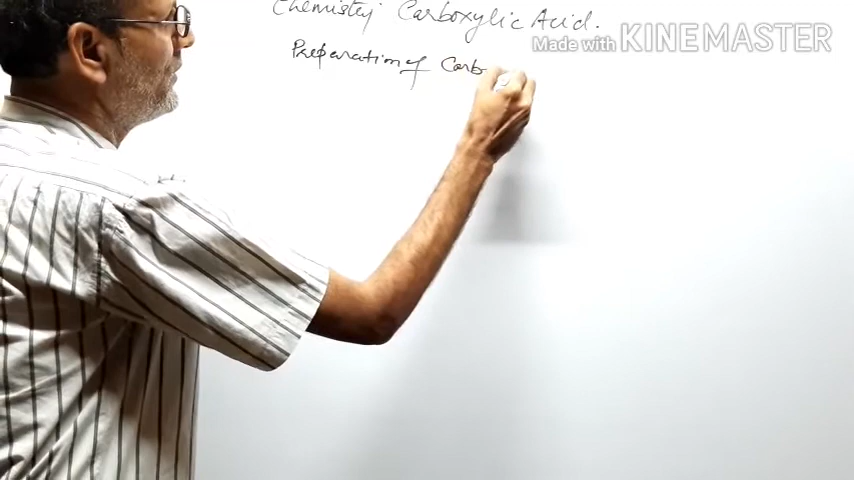 Chemistry Carboxylic Acid.
Made with KINEMASTER
Preparation of Carb